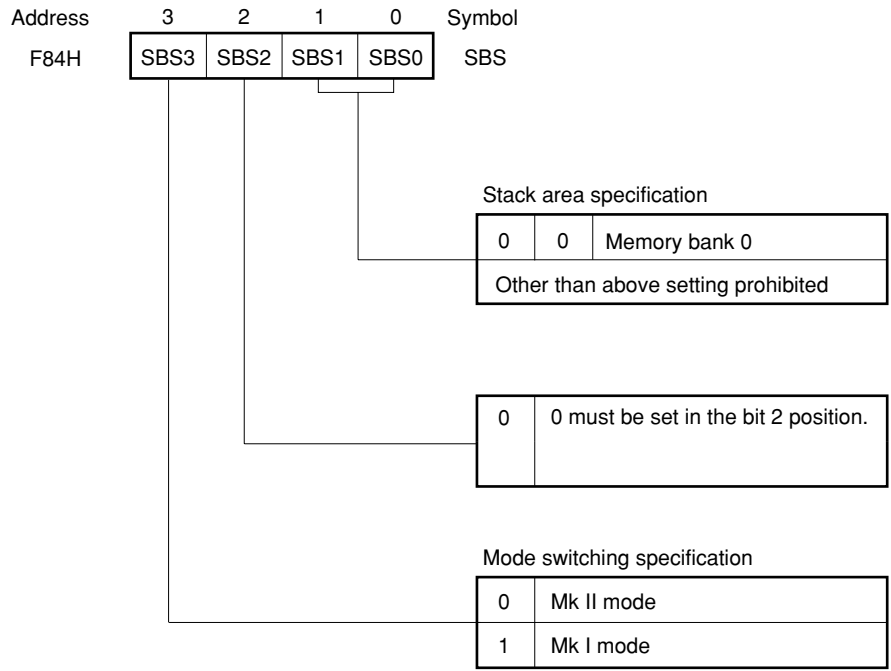 Address 3 2 1 0 Symbol
F84H SBS3 SBS2 SBS1 SBS0 SBS
Stack area specification
0 0 Memory bank 0
Other than above setting prohibited
0 0 must be set in the bit 2 position.
Mode switching specification
0 Mk II mode
1 Mk I mode